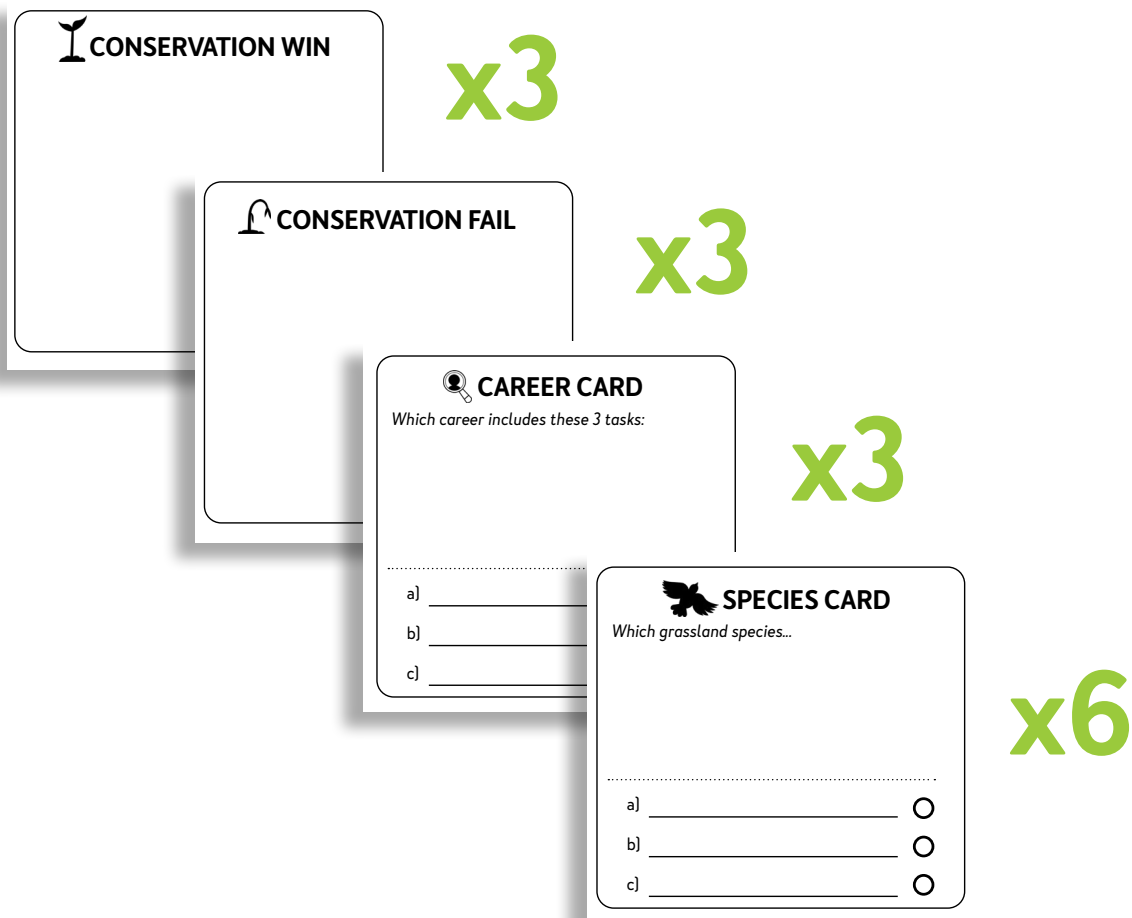 CONSERVATION WIN
x3
CONSERVATION FAIL
x3
CAREER CARD
Which career includes these 3 tasks:
x3
a)
b)
c)
SPECIES CARD
Which grassland species...
x6
a)
b)
c)